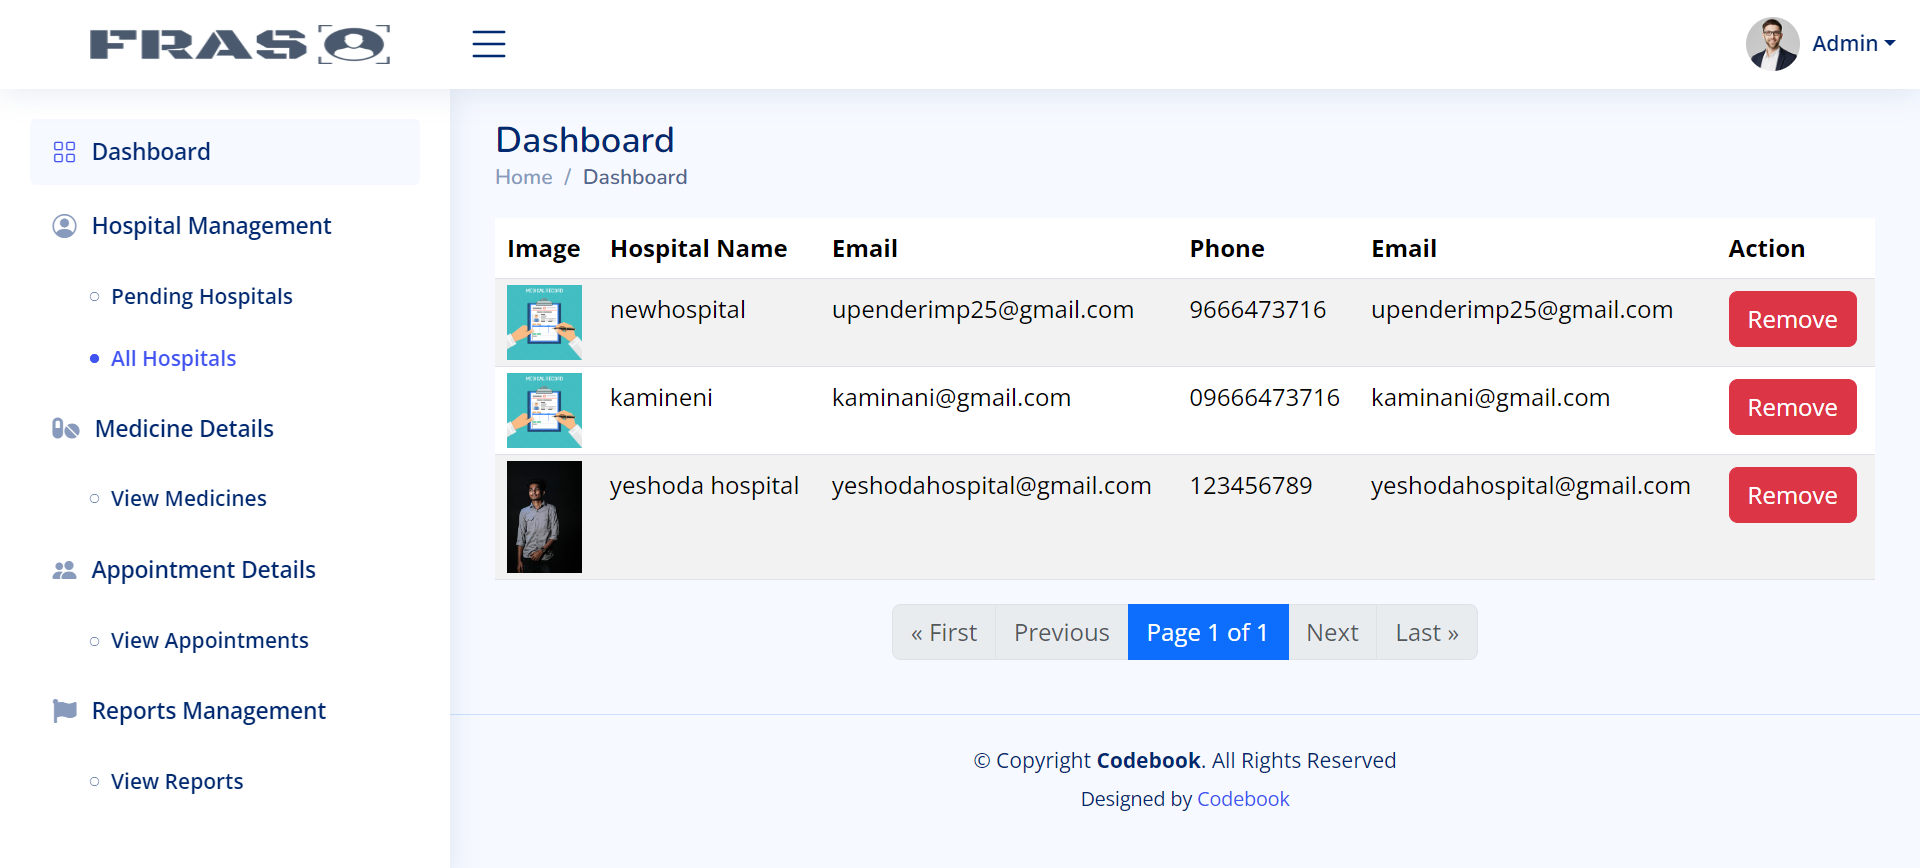 FRAS
Admin
Dashboard
Hospital Management
Pending Hospitals
All Hospitals
Medicine Details
View Medicines
Appointment Details
View Appointments
Reports Management
View Reports
Dashboard
Home / Dashboard
Image Hospital Name Email Phone Email Action
MEDICAL RECORD
newhospital upenderimp25@gmail.com 9666473716 upenderimp25@gmail.com Remove
MEDICAL RECORD
kamineni kaminani@gmail.com 09666473716 kaminani@gmail.com Remove
yeshoda hospital yeshodahospital@gmail.com 123456789 yeshodahospital@gmail.com Remove
« First Previous Page 1 of 1 Next Last »
© Copyright Codebook. All Rights Reserved
Designed by Codebook